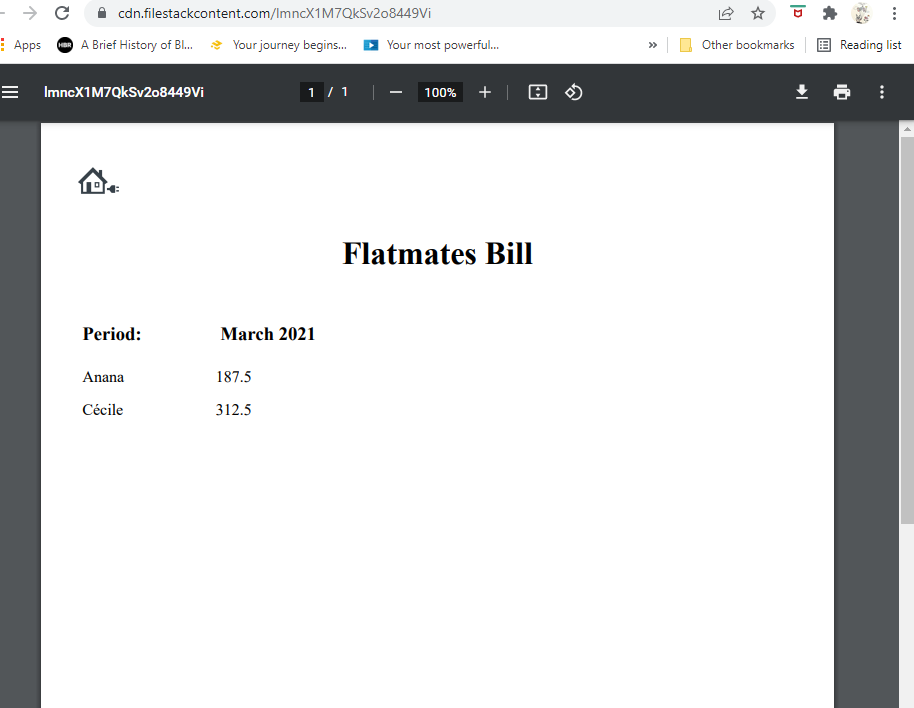 cdn.filestackcontent.com/lmncX1M7QkSv2o8449Vi
Apps HBR A Brief History of Bl... Your journey begins... Your most powerful... » Other bookmarks Reading list
lmncX1M7QkSv2o8449Vi 1 / 1 100%
Flatmates Bill
Period: March 2021
Anana 187.5
Cécile 312.5